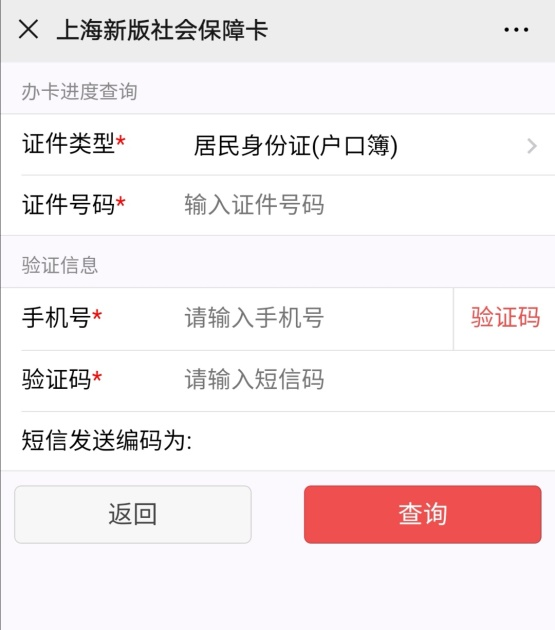 上海新版社会保障卡
办卡进度查询
证件类型* 居民身份证(户口簿)
证件号码* 输入证件号码
验证信息
手机号* 请输入手机号 验证码
验证码* 请输入短信码
短信发送编码为:
返回 查询